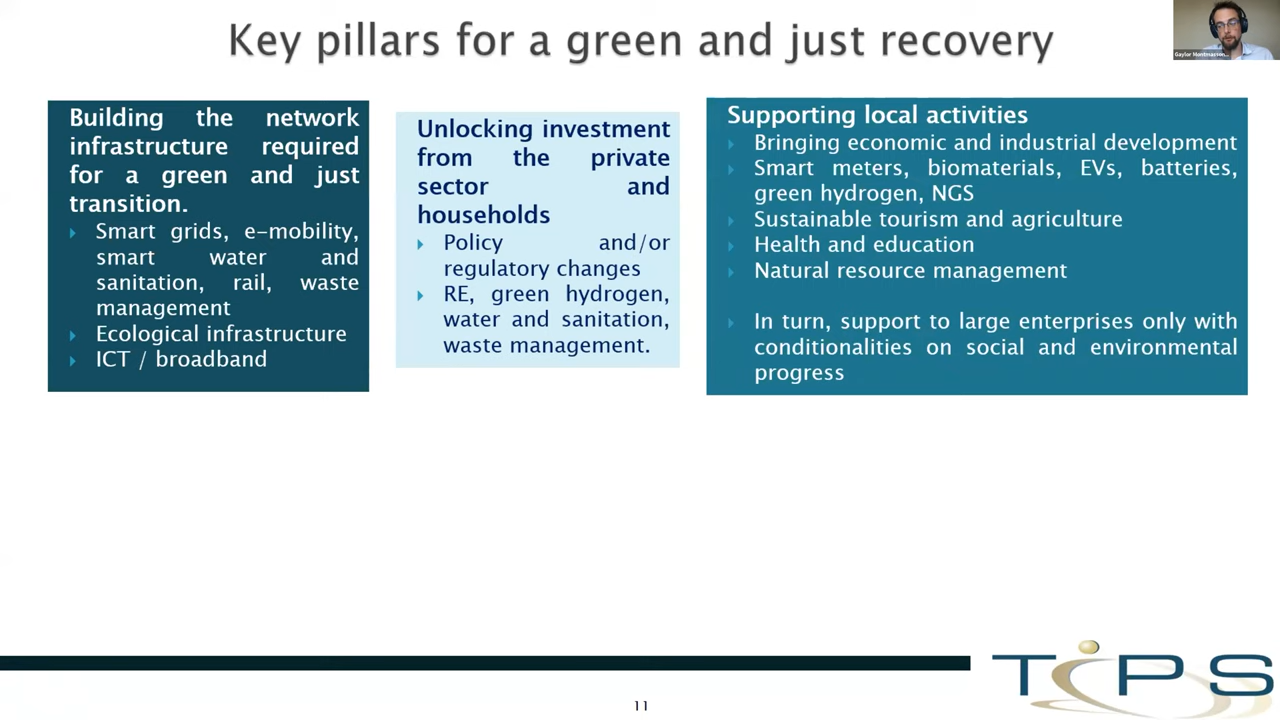 Key pillars for a green and just recovery
Building the network
infrastructure required
for a green and just
transition.
Smart grids, e-mobility,
smart water and
sanitation, rail, waste
management
Ecological infrastructure
ICT / broadband
Unlocking investment
from the private
sector and
households
Policy and/or
regulatory changes
RE, green hydrogen,
water and sanitation,
waste management.
Supporting local activities
Bringing economic and industrial development
Smart meters, biomaterials, EVs, batteries,
green hydrogen, NGS
Sustainable tourism and agriculture
Health and education
Natural resource management
In turn, support to large enterprises only with
conditionalities on social and environmental
progress
TiPS
11